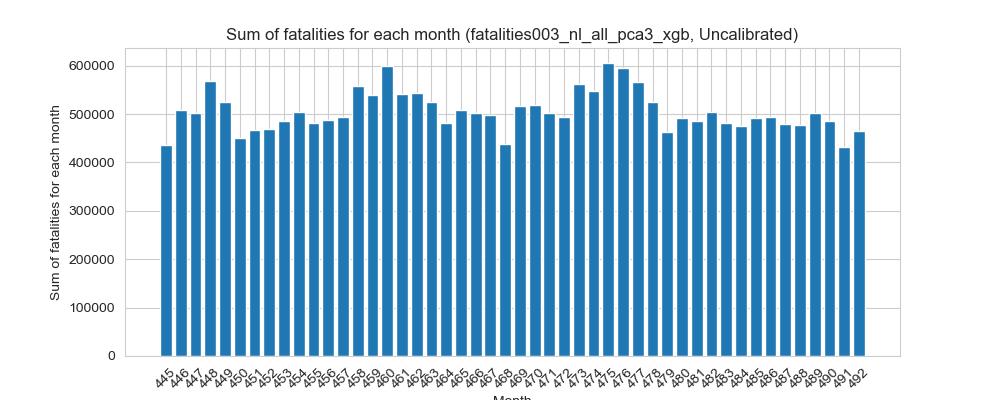 Sum of fatalities for each month (fatalities003_nl_all_pca3_xgb, Uncalibrated)
Sum of fatalities for each month
600000
500000
400000
300000
200000
100000
0
445 446 447 448 449 450 451 452 453 454 455 456 457 458 459 460 461 462 463 464 465 466 467 468 469 470 471 472 473 474 475 476 477 478 479 480 481 482 483 484 485 486 487 488 489 490 491 492
Month